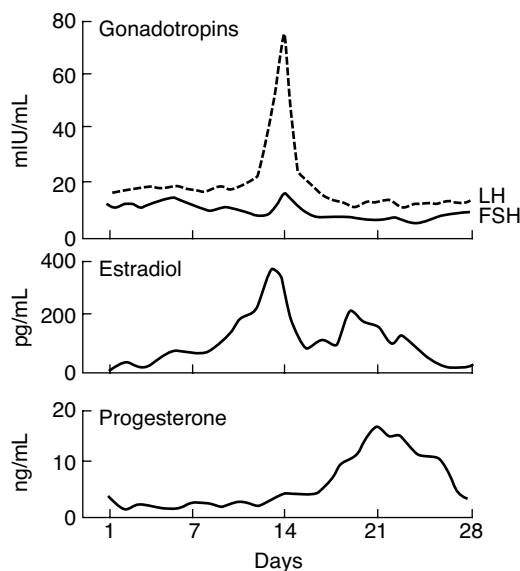 80
Gonadotropins
60
mIU/mL
40
20
LH
FSH
0
400
Estradiol
pg/mL
200
0
20
Progesterone
ng/mL
10
0
1 7 14 21 28
Days